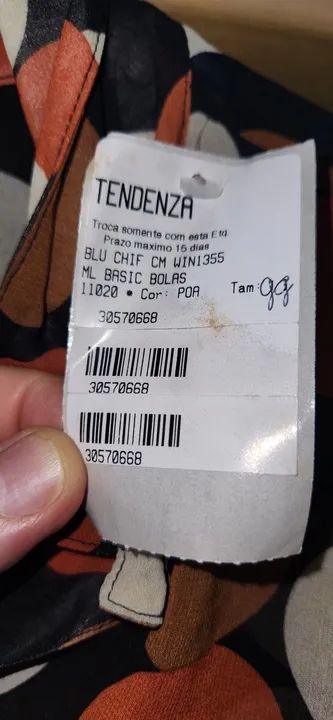 TENDENZA
Troca somente com esta Etq
Prazo maximo 15 dias
BLU CHIF CM WIN1355
ML BASIC BOLAS
11020 • Cor: POA Tam: GG
30570668
30570668
30570668